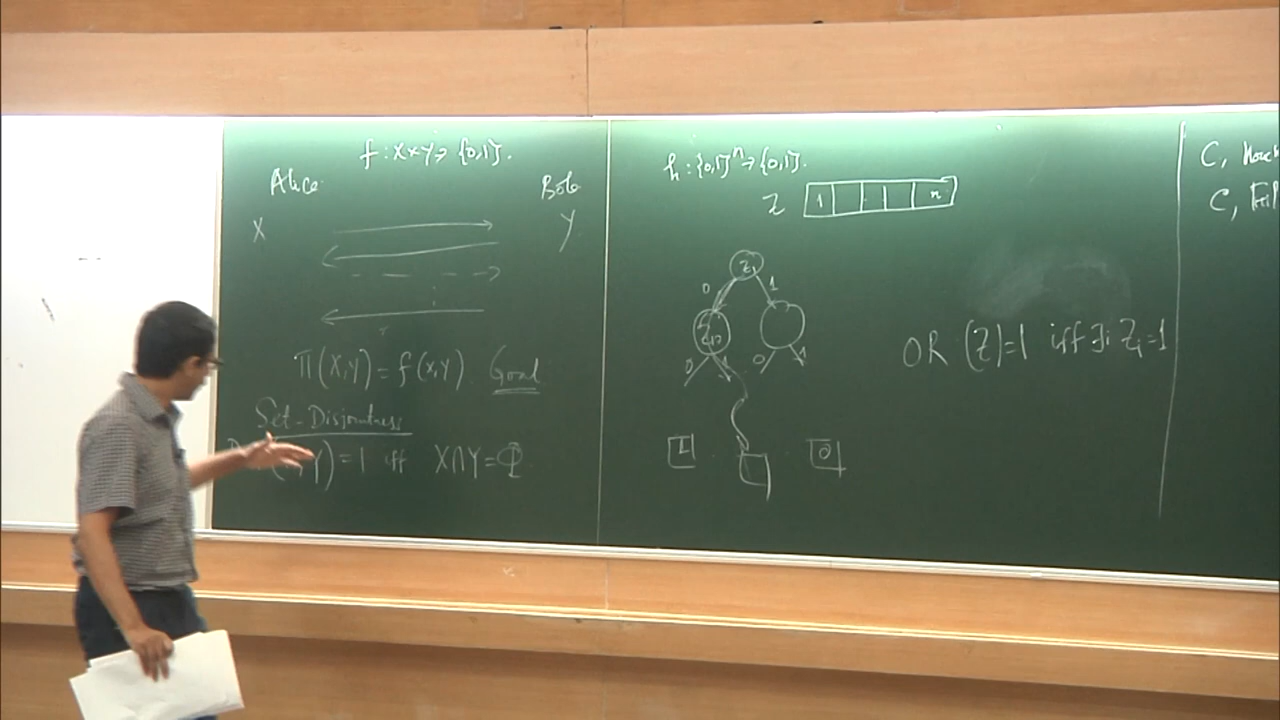 f : X×Y → {0,1}.
Alice Bob
X Y
Π(X,Y) = f(X,Y). Goal
Set-Disjointness
Y) = 1 iff X∩Y = Φ
h : {0,1}ⁿ → {0,1}.
Z 1 n
Z₁
0 1
0 1 0 1
1 0
OR (Z) = 1 iff ∃i Zᵢ = 1
C,
C,